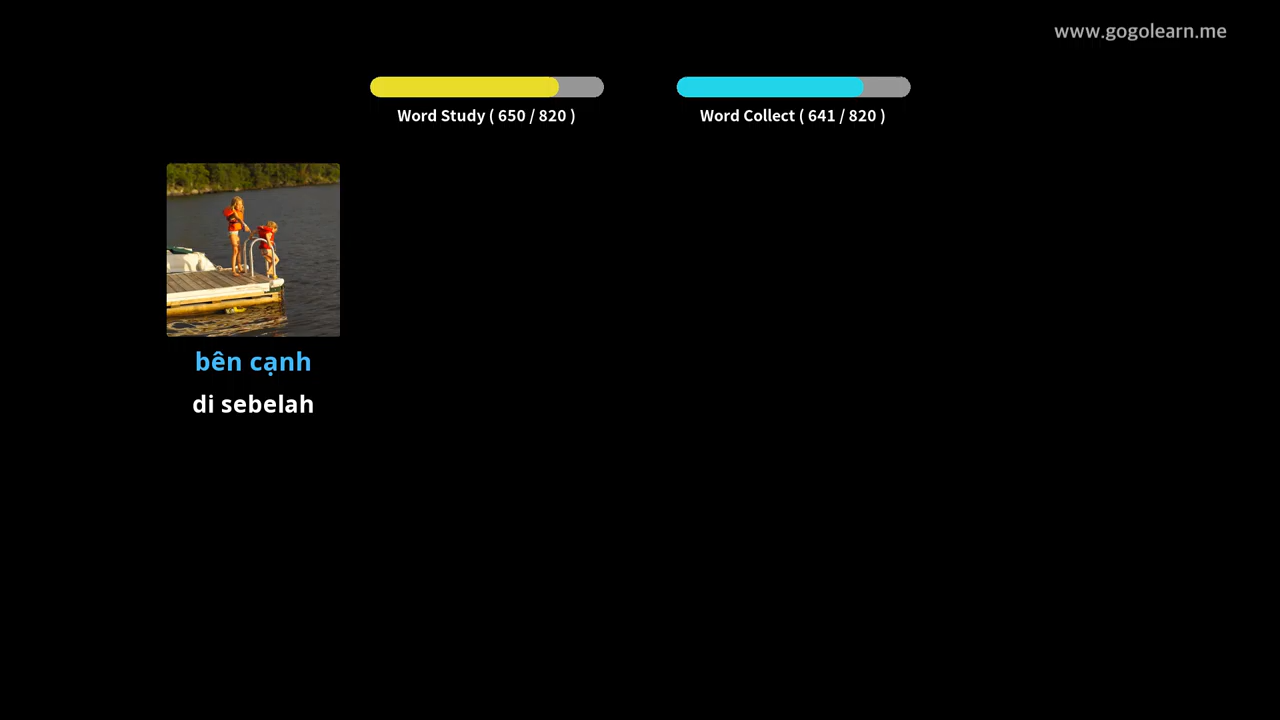 www.gogolearn.me
Word Study ( 650 / 820 )
Word Collect ( 641 / 820 )
bên cạnh
di sebelah